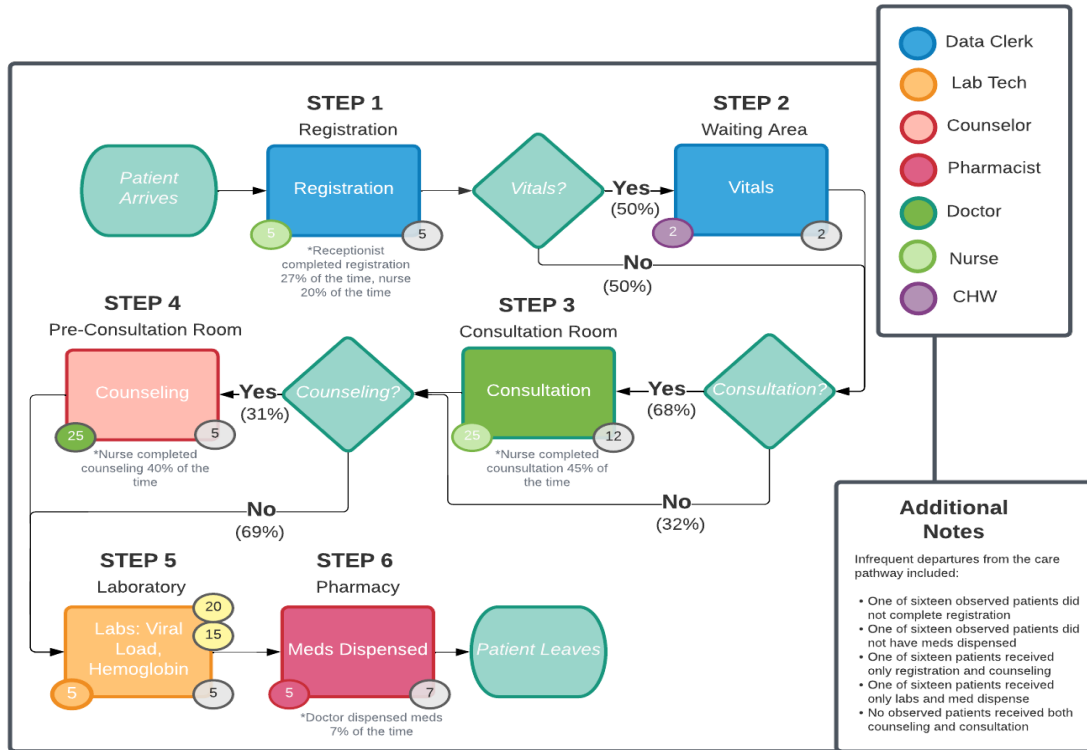 Data Clerk
Lab Tech
Counselor
Pharmacist
Doctor
Nurse
CHW
STEP 1
Registration
STEP 2
Waiting Area
Patient
Arrives
Registration
5
5
*Receptionist
completed registration
27% of the time, nurse
20% of the time
Vitals?
Yes
(50%)
No
(50%)
Vitals
2
2
STEP 4
Pre-Consultation Room
STEP 3
Consultation Room
Counseling
25
5
*Nurse completed
counseling 40% of the
time
Counseling?
Yes
(31%)
No
(69%)
Consultation
25
12
*Nurse completed
counsultation 45% of
the time
Consultation?
Yes
(68%)
No
(32%)
STEP 5
Laboratory
STEP 6
Pharmacy
Labs: Viral
Load,
Hemoglobin
20
15
5
5
Meds Dispensed
5
7
*Doctor dispensed meds
7% of the time
Patient Leaves
Additional
Notes
Infrequent departures from the care
pathway included:
• One of sixteen observed patients did
not complete registration
• One of sixteen observed patients did
not have meds dispensed
• One of sixteen patients received
only registration and counseling
• One of sixteen patients received
only labs and med dispense
• No observed patients received both
counseling and consultation